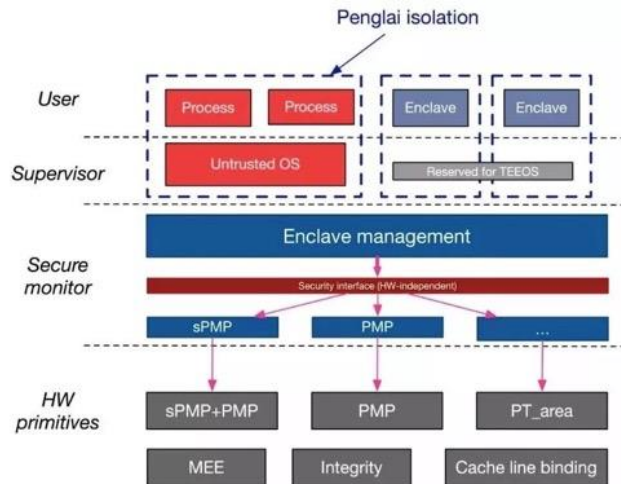 Penglai isolation
User
Process
Process
Enclave
Enclave
Supervisor
Untrusted OS
Reserved for TEEOS
Enclave management
Secure
monitor
Security interface (HW-independent)
sPMP
PMP
...
HW
primitives
sPMP+PMP
PMP
PT_area
MEE
Integrity
Cache line binding